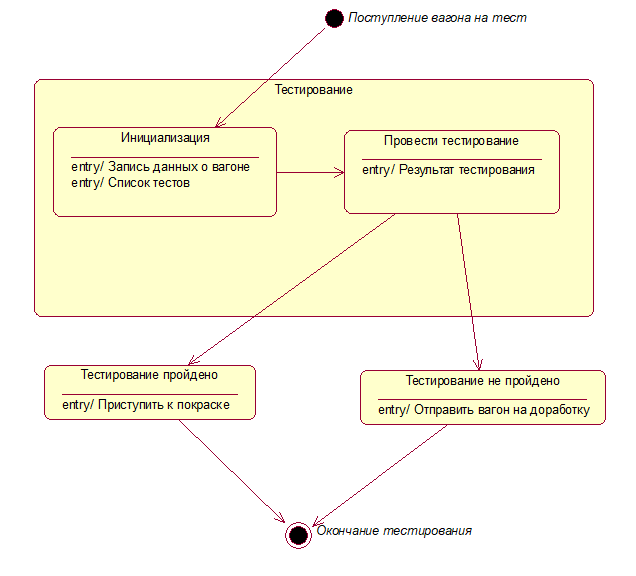 Поступление вагона на тест
Тестирование
Инициализация
entry/ Запись данных о вагоне
entry/ Список тестов
Провести тестирование
entry/ Результат тестирования
Тестирование пройдено
entry/ Приступить к покраске
Тестирование не пройдено
entry/ Отправить вагон на доработку
Окончание тестирования